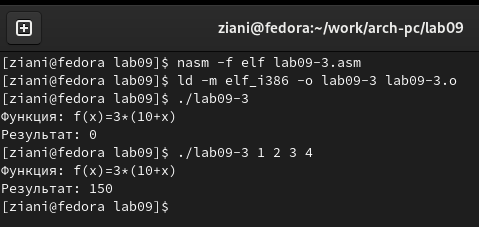 ziani@fedora:~/work/arch-pc/lab09
[ziani@fedora lab09]$ nasm -f elf lab09-3.asm
[ziani@fedora lab09]$ ld -m elf_i386 -o lab09-3 lab09-3.o
[ziani@fedora lab09]$ ./lab09-3
Функция: f(x)=3*(10+x)
Результат: 0
[ziani@fedora lab09]$ ./lab09-3 1 2 3 4
Функция: f(x)=3*(10+x)
Результат: 150
[ziani@fedora lab09]$